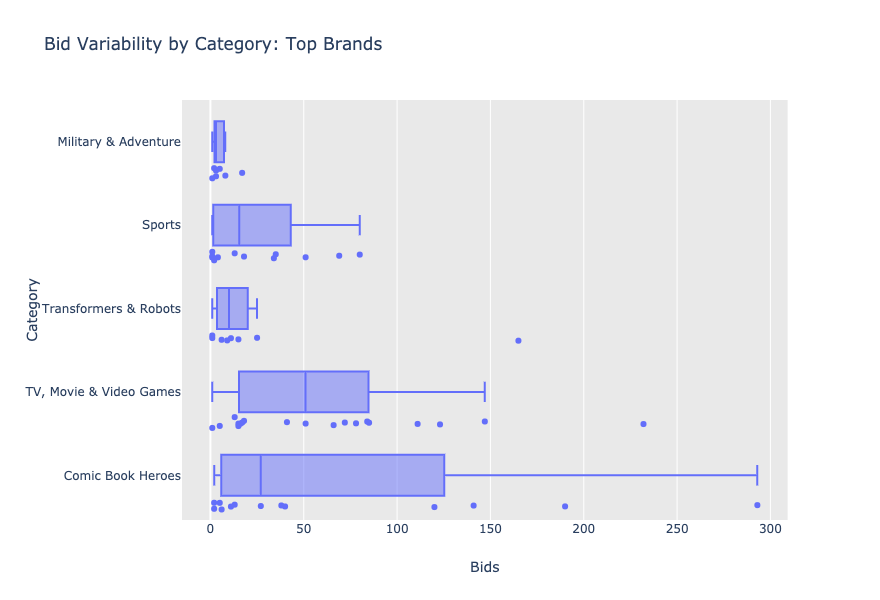 Bid Variability by Category: Top Brands
Military & Adventure
Sports
Transformers & Robots
TV, Movie & Video Games
Comic Book Heroes
Category
0 50 100 150 200 250 300
Bids